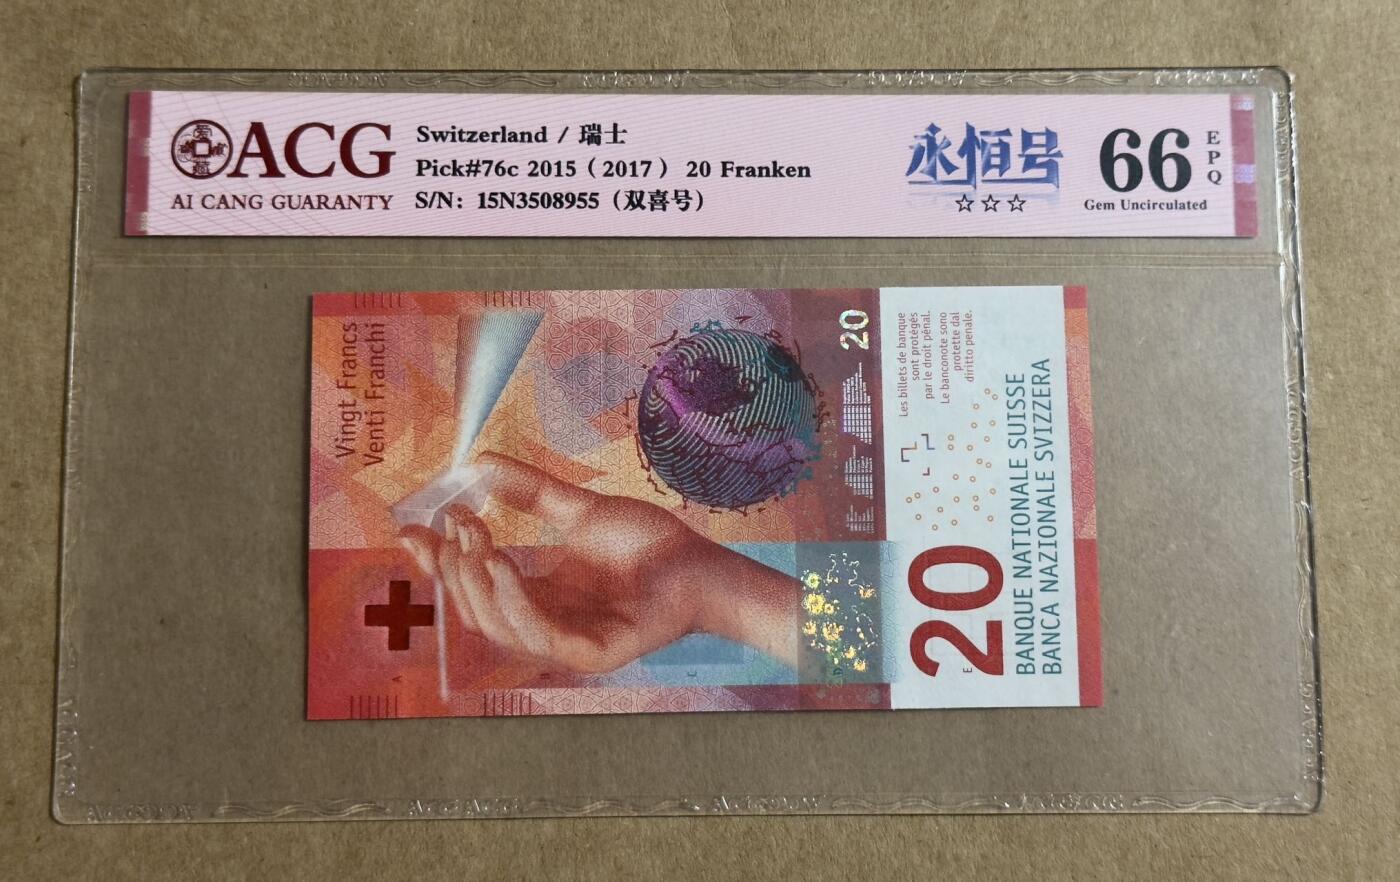 ACG
AI CANG GUARANTY
Switzerland / 瑞士
Pick#76c 2015（2017） 20 Franken
S/N: 15N3508955（双喜号）
永恒号
☆☆☆
66
EPQ
Gem Uncirculated
Vingt Francs
Venti Franchi
20
Les billets de banque
sont protégés
par le droit pénal.
Le banconote sono
protette dal
diritto penale.
20
E
BANQUE NATIONALE SUISSE
BANCA NAZIONALE SVIZZERA
A
B
C
D